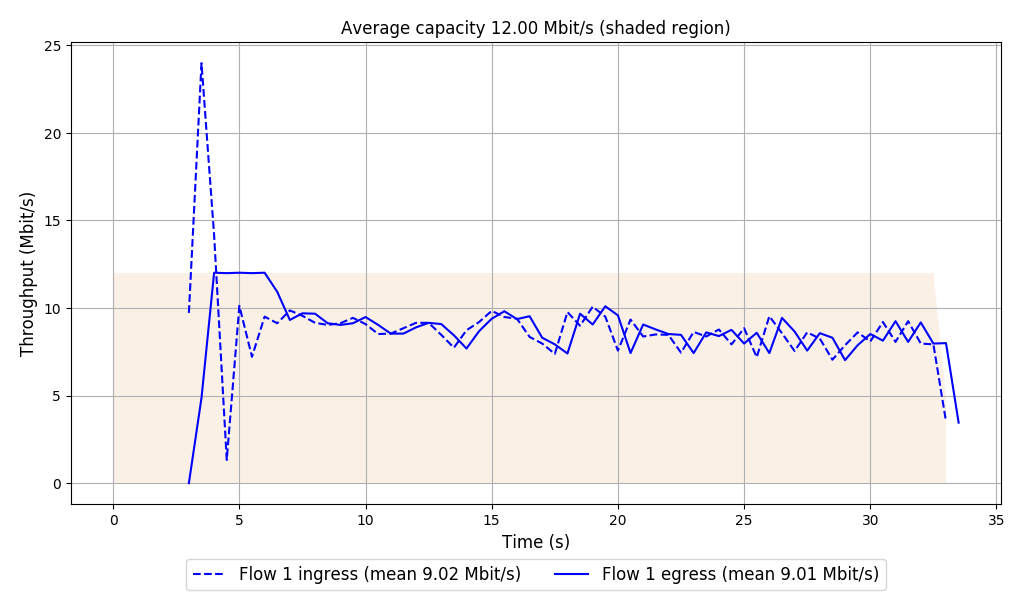 Average capacity 12.00 Mbit/s (shaded region)
25
20
15
10
5
0
Throughput (Mbit/s)
0 5 10 15 20 25 30 35
Time (s)
Flow 1 ingress (mean 9.02 Mbit/s) Flow 1 egress (mean 9.01 Mbit/s)